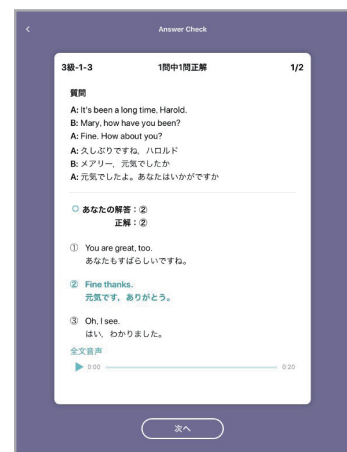 Answer Check
3級-1-3 1問中1問正解 1/2
質問
A: It's been a long time, Harold.
B: Mary, how have you been?
A: Fine. How about you?
A: 久しぶりですね，ハロルド
B: メアリー，元気でしたか
A: 元気でしたよ。あなたはいかがですか
あなたの解答：②
正解：②
① You are great, too.
あなたもすばらしいですね。
② Fine thanks.
元気です，ありがとう。
③ Oh, I see.
はい，わかりました。
全文音声
0:00 0:20
次へ